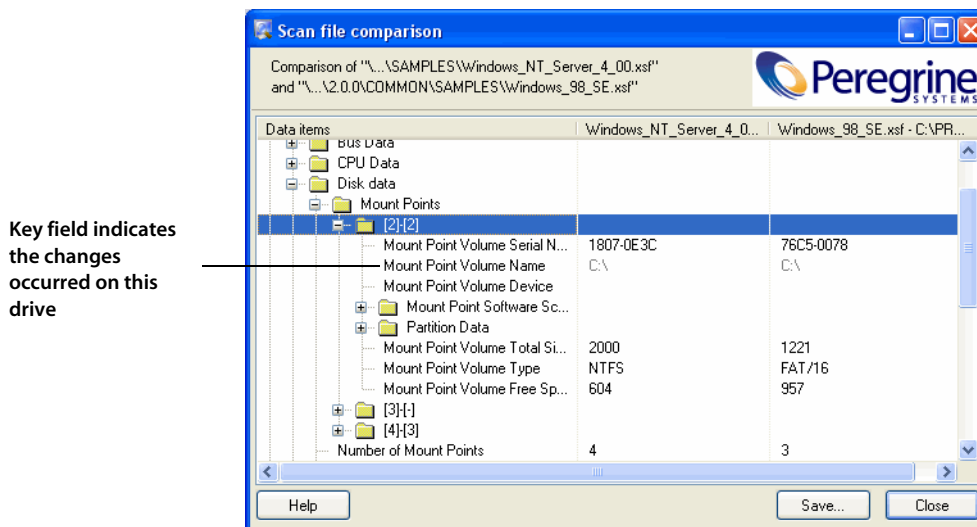 Scan file comparison
Comparison of "\...\SAMPLES\Windows_NT_Server_4_00.xsf"
and "\...\2.0.0\COMMON\SAMPLES\Windows_98_SE.xsf"
Peregrine
SYSTEMS
Data items Windows_NT_Server_4_0... Windows_98_SE.xsf - C:\PR...
Bus Data
CPU Data
Disk data
Mount Points
[2]-[2]
Mount Point Volume Serial N... 1807-0E3C 76C5-0078
Key field indicates
the changes
occurred on this
drive
Mount Point Volume Name C:\ C:\
Mount Point Volume Device
Mount Point Software Sc...
Partition Data
Mount Point Volume Total Si... 2000 1221
Mount Point Volume Type NTFS FAT/16
Mount Point Volume Free Sp... 604 957
[3]-[-]
[4]-[3]
Number of Mount Points 4 3
Help Save... Close